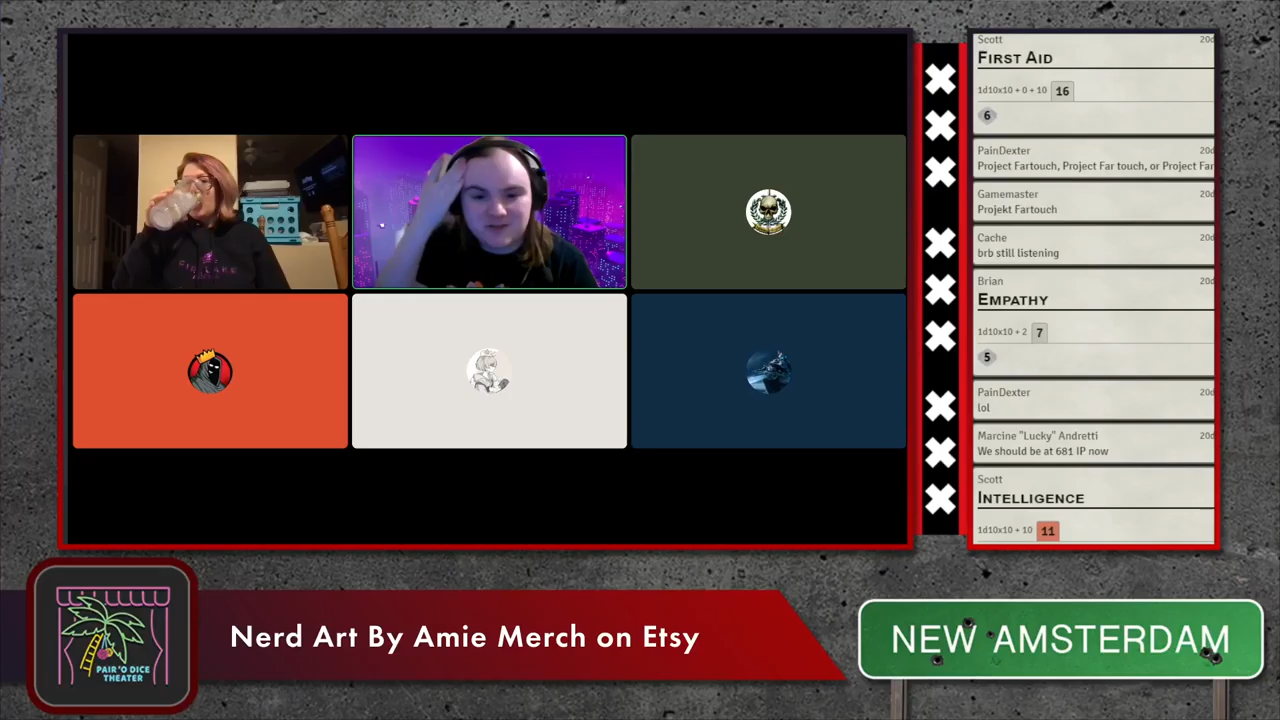 Scott 20d
FIRST AID
1d10x10 + 0 + 10 16
6
PainDexter 20d
Project Fartouch, Project Far touch, or Project Far
Gamemaster 20d
Projekt Fartouch
Cache 20d
brb still listening
Brian 20d
EMPATHY
1d10x10 + 2 7
5
PainDexter 20d
lol
Marcine "Lucky" Andretti 20d
We should be at 681 IP now
Scott 20d
INTELLIGENCE
1d10x10 + 10 11
PAIR'O DICE
THEATER
Nerd Art By Amie Merch on Etsy
NEW AMSTERDAM